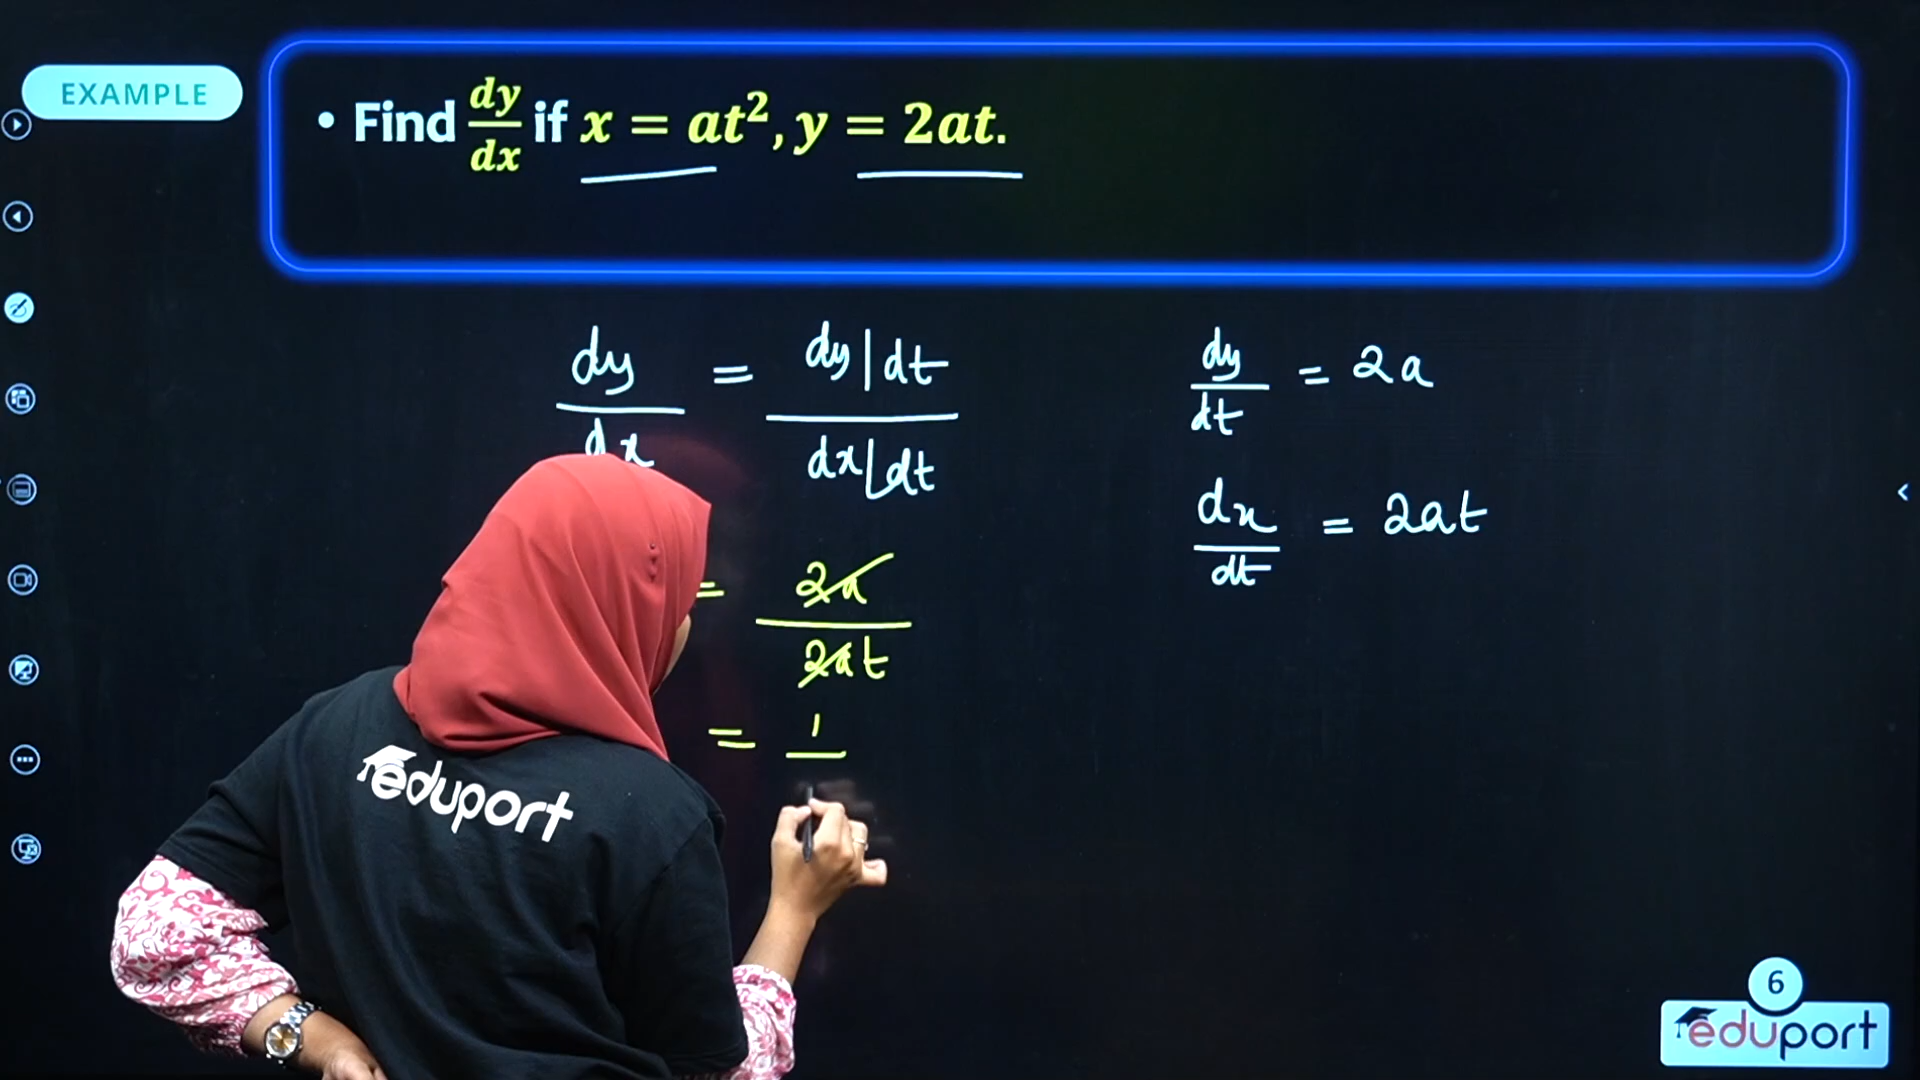 EXAMPLE
• Find dy/dx if x = at², y = 2at.
dy/dx = dy|dt / dx|dt
dy/dt = 2a
dx/dt = 2at
= 2a / 2at
= 1
eduport
6
eduport